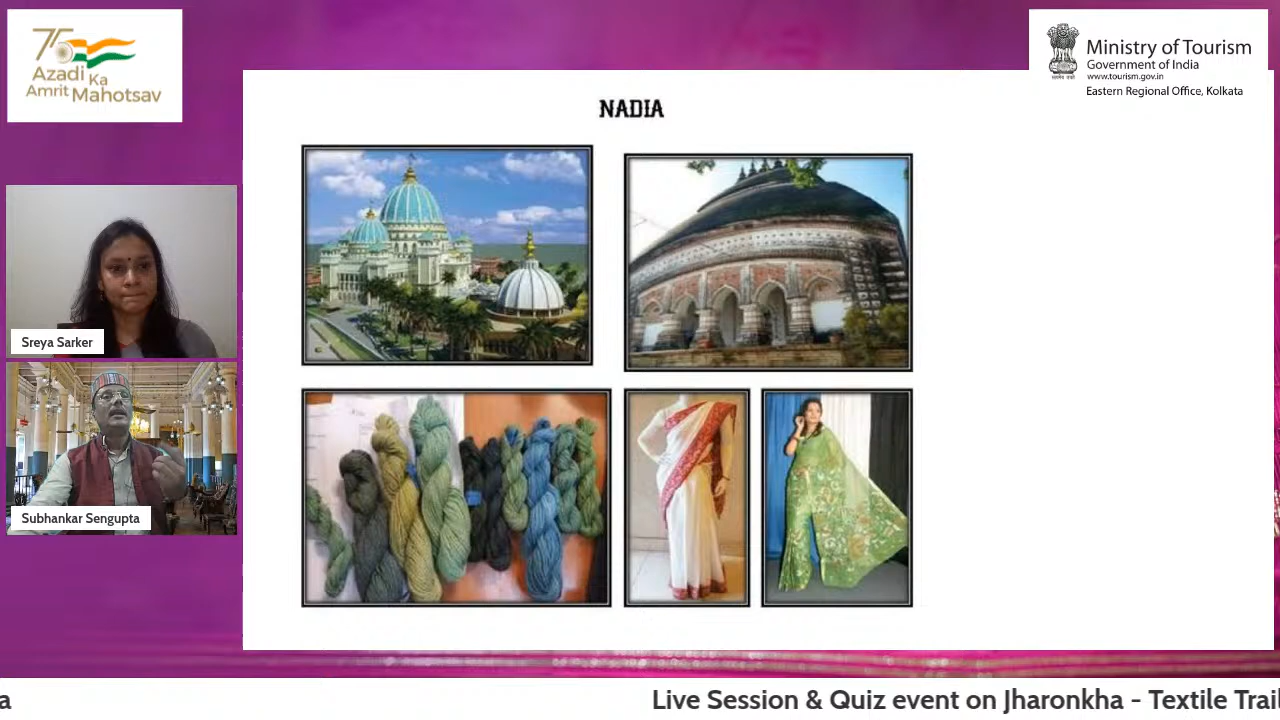 75
Azadi Ka
Amrit Mahotsav
Ministry of Tourism
Government of India
www.tourism.gov.in
Eastern Regional Office, Kolkata
NADIA
Sreya Sarker
Subhankar Sengupta
a
Live Session & Quiz event on Jharonkha - Textile Trail